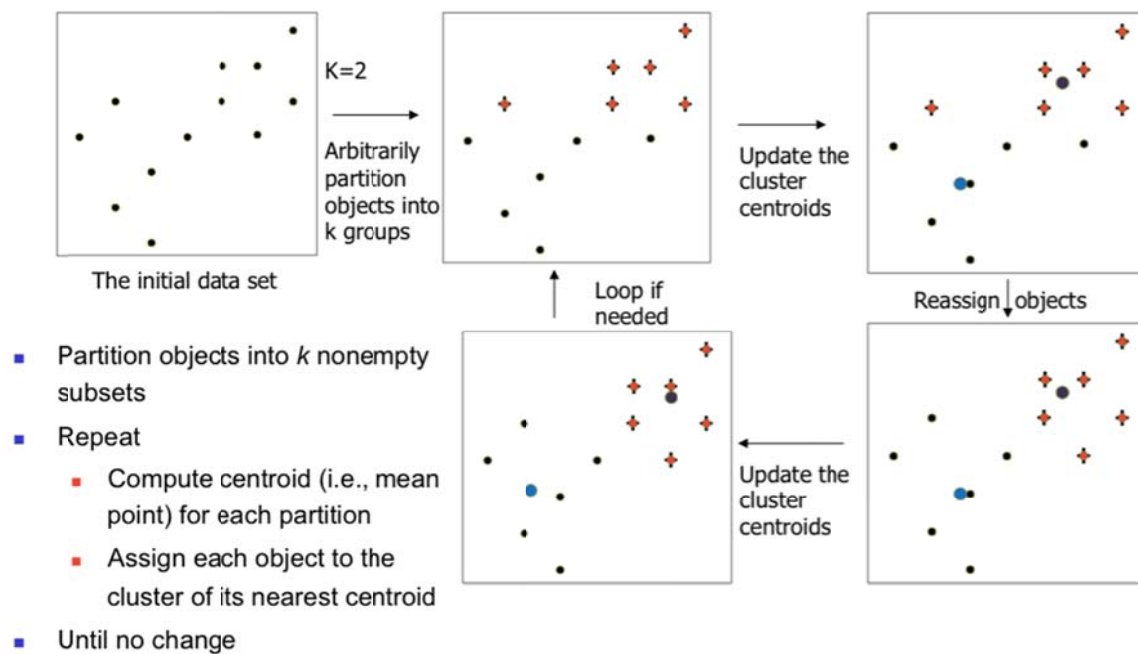 K=2
Arbitrarily
partition
objects into
k groups
Update the
cluster
centroids
The initial data set
Loop if
needed
Reassign objects
Update the
cluster
centroids
Partition objects into k nonempty
subsets
Repeat
Compute centroid (i.e., mean
point) for each partition
Assign each object to the
cluster of its nearest centroid
Until no change